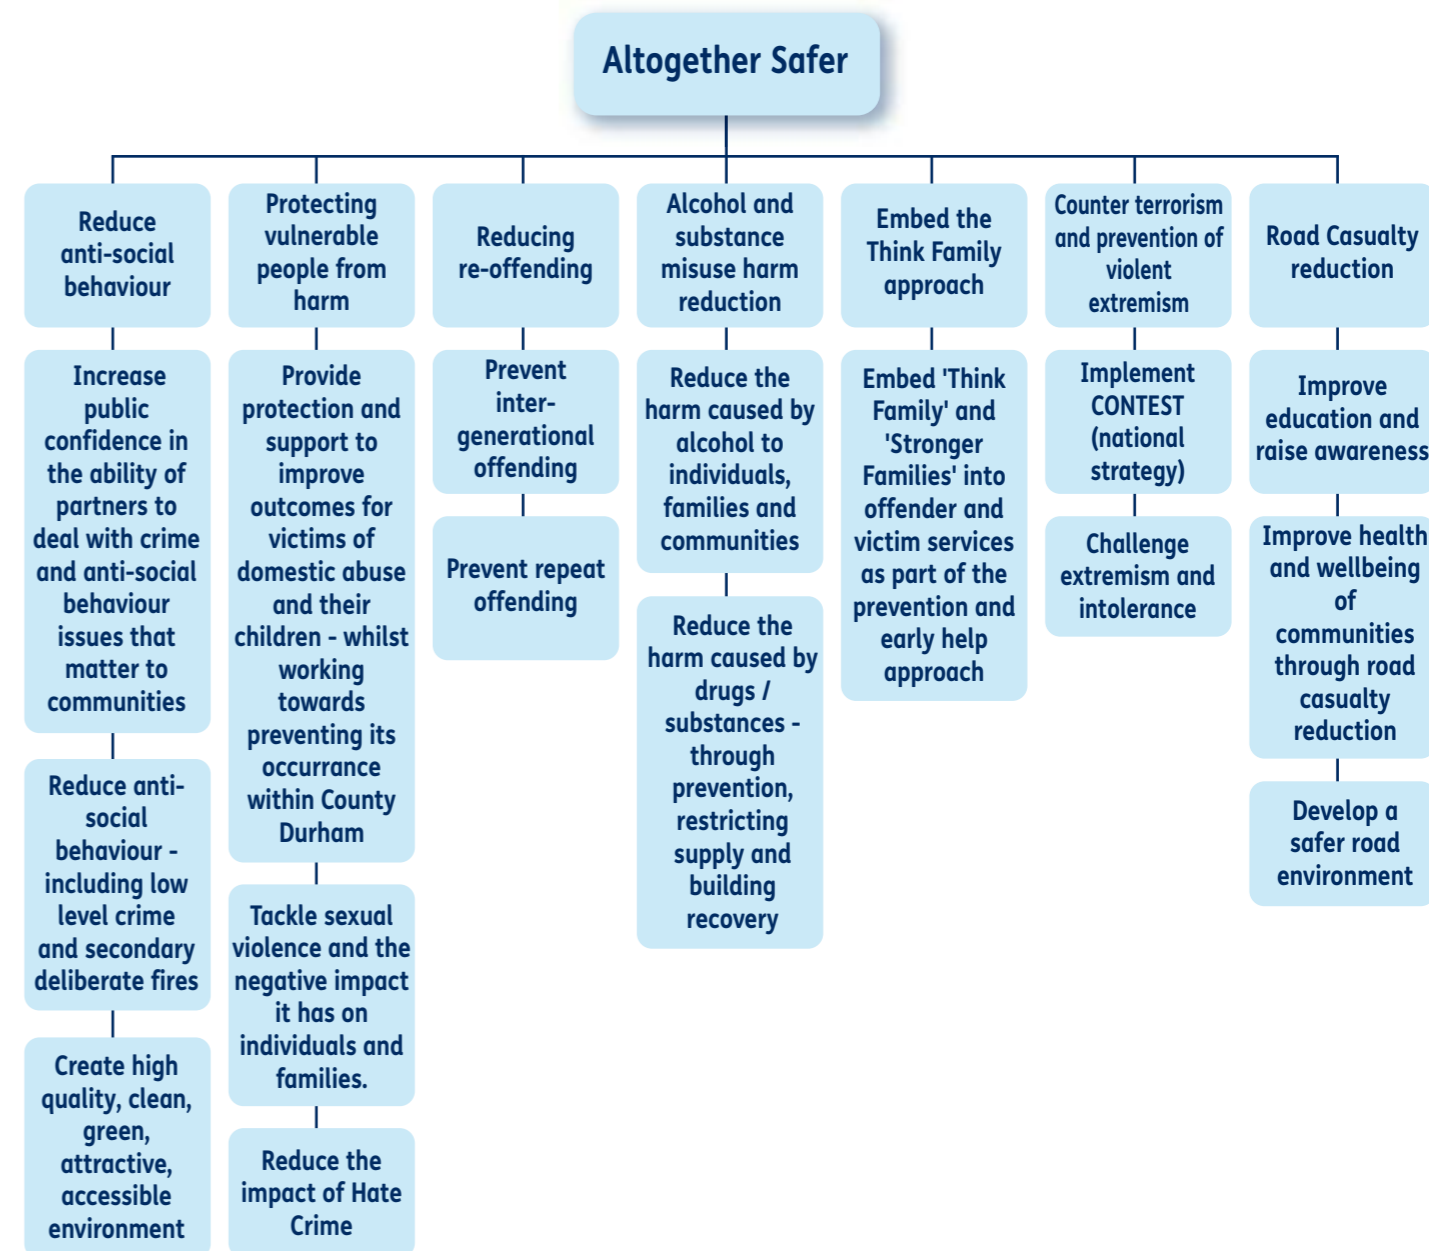 Altogether Safer
Reduce
anti-social
behaviour
Increase
public
confidence in
the ability of
partners to
deal with crime
and anti-social
behaviour
issues that
matter to
communities
Reduce anti-
social
behaviour -
including low
level crime
and secondary
deliberate fires
Create high
quality, clean,
green,
attractive,
accessible
environment
Protecting
vulnerable
people from
harm
Provide
protection and
support to
improve
outcomes for
victims of
domestic abuse
and their
children - whilst
working
towards
preventing its
occurrance
within County
Durham
Tackle sexual
violence and the
negative impact
it has on
individuals and
families.
Reduce the
impact of Hate
Crime
Reducing
re-offending
Prevent
inter-
generational
offending
Prevent repeat
offending
Alcohol and
substance
misuse harm
reduction
Reduce the
harm caused by
alcohol to
individuals,
families and
communities
Reduce the
harm caused by
drugs /
substances -
through
prevention,
restricting
supply and
building
recovery
Embed the
Think Family
approach
Embed 'Think
Family' and
'Stronger
Families' into
offender and
victim services
as part of the
prevention and
early help
approach
Counter terrorism
and prevention of
violent
extremism
Implement
CONTEST
(national
strategy)
Challenge
extremism and
intolerance
Road Casualty
reduction
Improve
education and
raise awareness
Improve health
and wellbeing
of
communities
through road
casualty
reduction
Develop a
safer road
environment